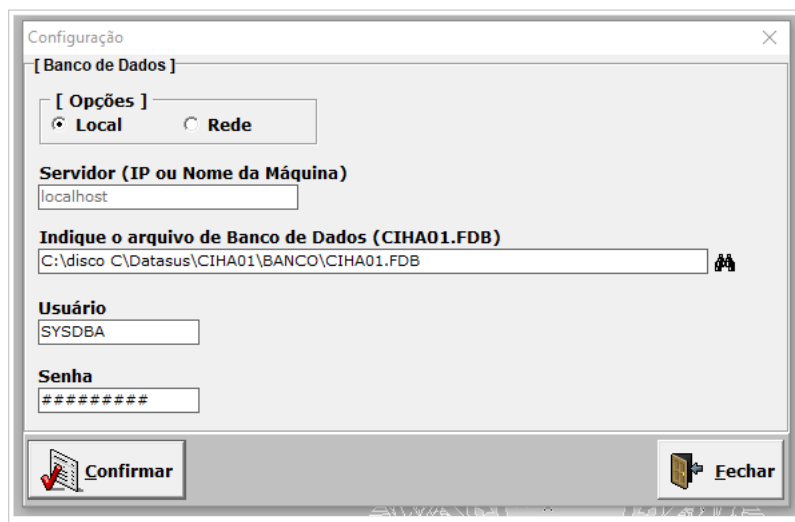 Configuração
[ Banco de Dados ]
[ Opções ]
Local Rede
Servidor (IP ou Nome da Máquina)
localhost
Indique o arquivo de Banco de Dados (CIHA01.FDB)
C:\disco C\Datasus\CIHA01\BANCO\CIHA01.FDB
Usuário
SYSDBA
Senha
#########
Confirmar Fechar